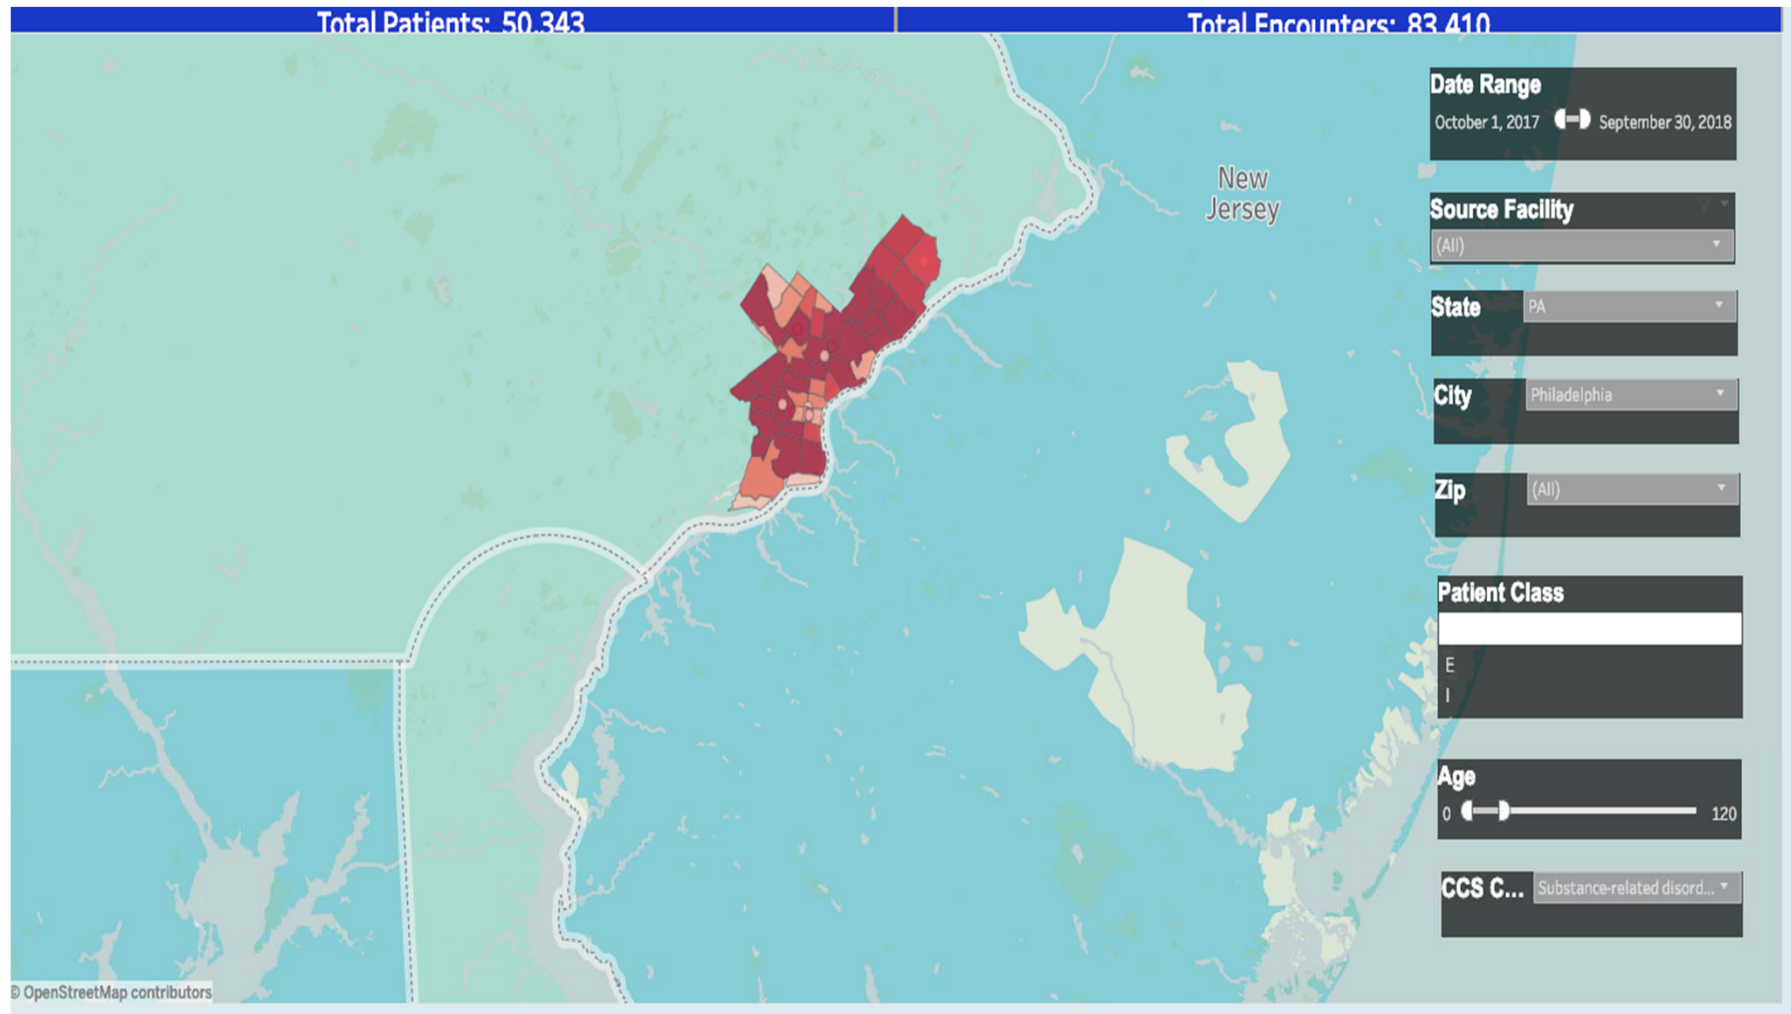 Total Patients: 50,343
Total Encounters: 83,410
Date Range
October 1, 2017 September 30, 2018
New
Jersey
Source Facility
(All)
State PA
City Philadelphia
Zip (All)
Patient Class
E
I
Age
0 120
CCS C... Substance-related disord...
© OpenStreetMap contributors